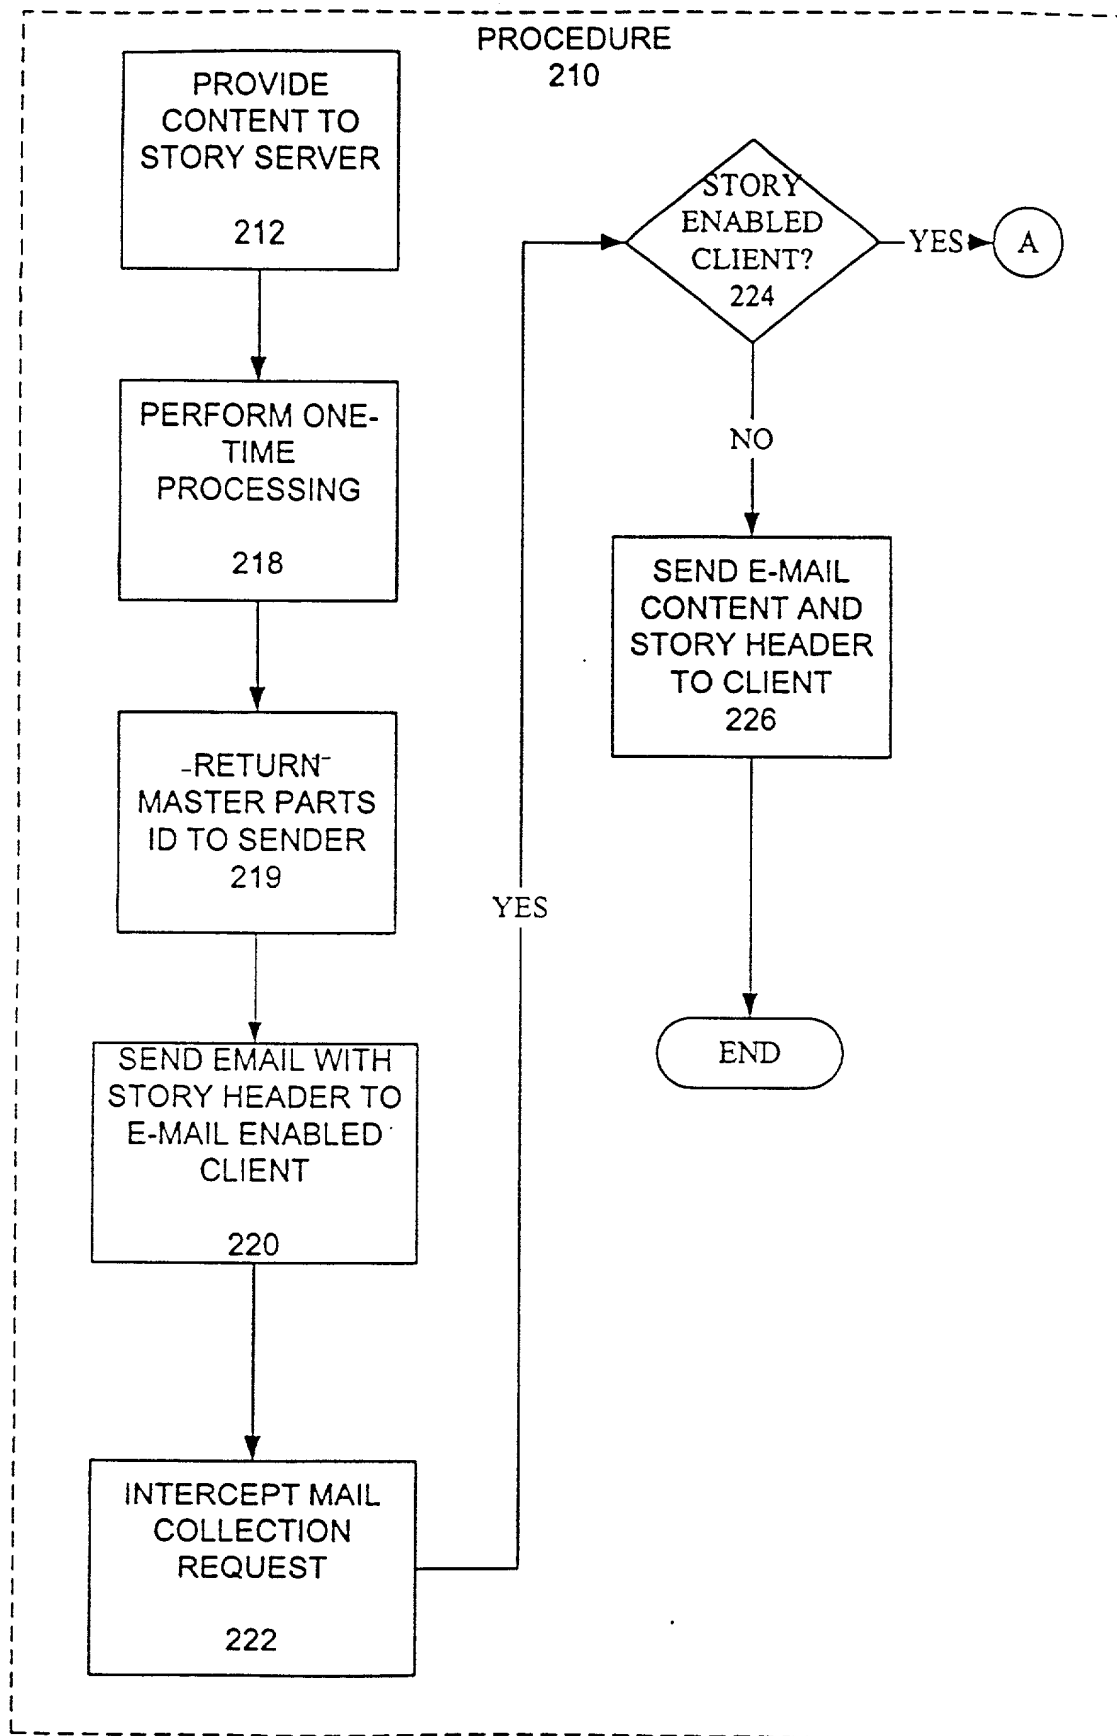 PROCEDURE
210
PROVIDE
CONTENT TO
STORY SERVER
212
PERFORM ONE-
TIME
PROCESSING
218
RETURN
MASTER PARTS
ID TO SENDER
219
SEND EMAIL WITH
STORY HEADER TO
E-MAIL ENABLED
CLIENT
220
INTERCEPT MAIL
COLLECTION
REQUEST
222
YES
STORY
ENABLED
CLIENT?
224
YES
A
NO
SEND E-MAIL
CONTENT AND
STORY HEADER
TO CLIENT
226
END